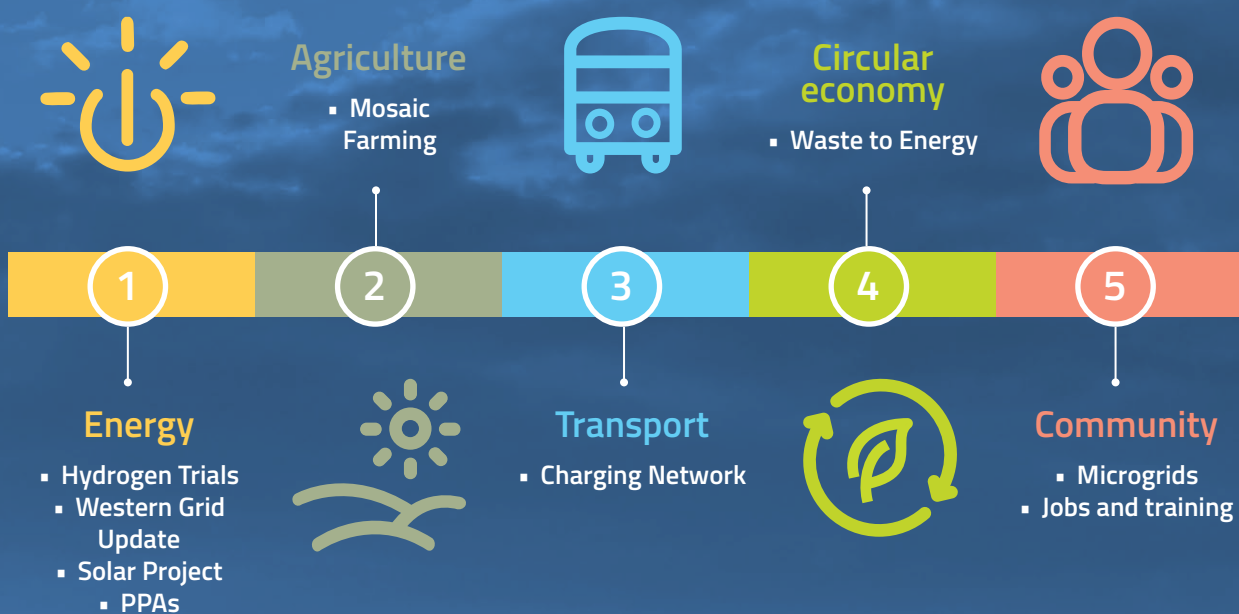 1
Energy
▪ Hydrogen Trials
▪ Western Grid
Update
▪ Solar Project
▪ PPAs
2
Agriculture
▪ Mosaic
Farming
3
Transport
▪ Charging Network
4
Circular
economy
▪ Waste to Energy
5
Community
▪ Microgrids
▪ Jobs and training